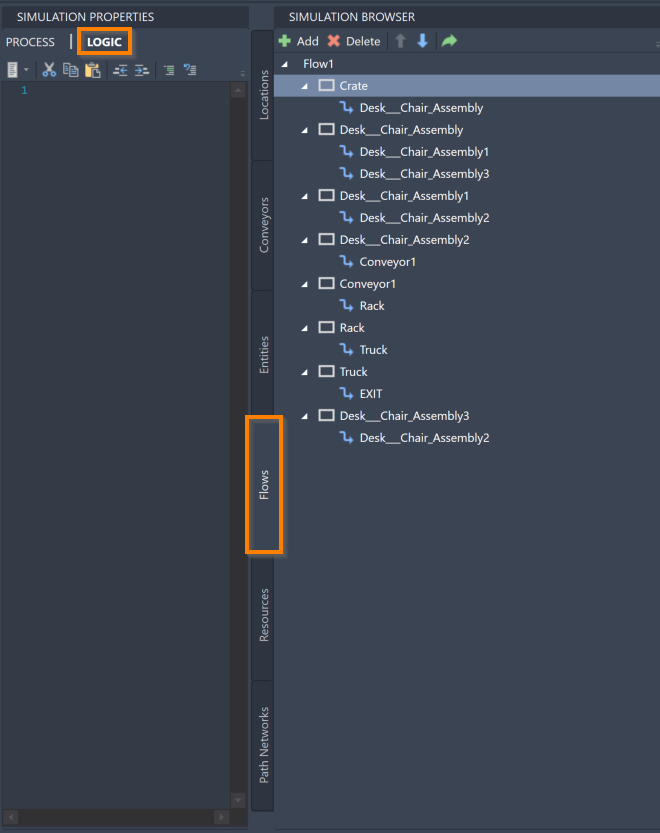 SIMULATION PROPERTIES
PROCESS | LOGIC
1
Locations
Conveyors
Entities
Flows
Resources
Path Networks
SIMULATION BROWSER
Add Delete
Flow1
Crate
Desk__Chair_Assembly
Desk__Chair_Assembly
Desk__Chair_Assembly1
Desk__Chair_Assembly3
Desk__Chair_Assembly1
Desk__Chair_Assembly2
Desk__Chair_Assembly2
Conveyor1
Conveyor1
Rack
Rack
Truck
Truck
EXIT
Desk__Chair_Assembly3
Desk__Chair_Assembly2